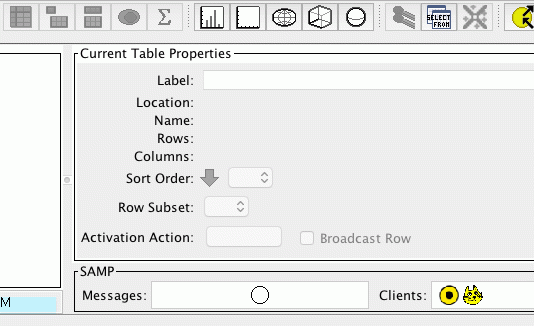 Σ
SELECT
FROM
Current Table Properties
Label:
Location:
Name:
Rows:
Columns:
Sort Order:
Row Subset:
Activation Action:
Broadcast Row
SAMP
M
Messages:
Clients: